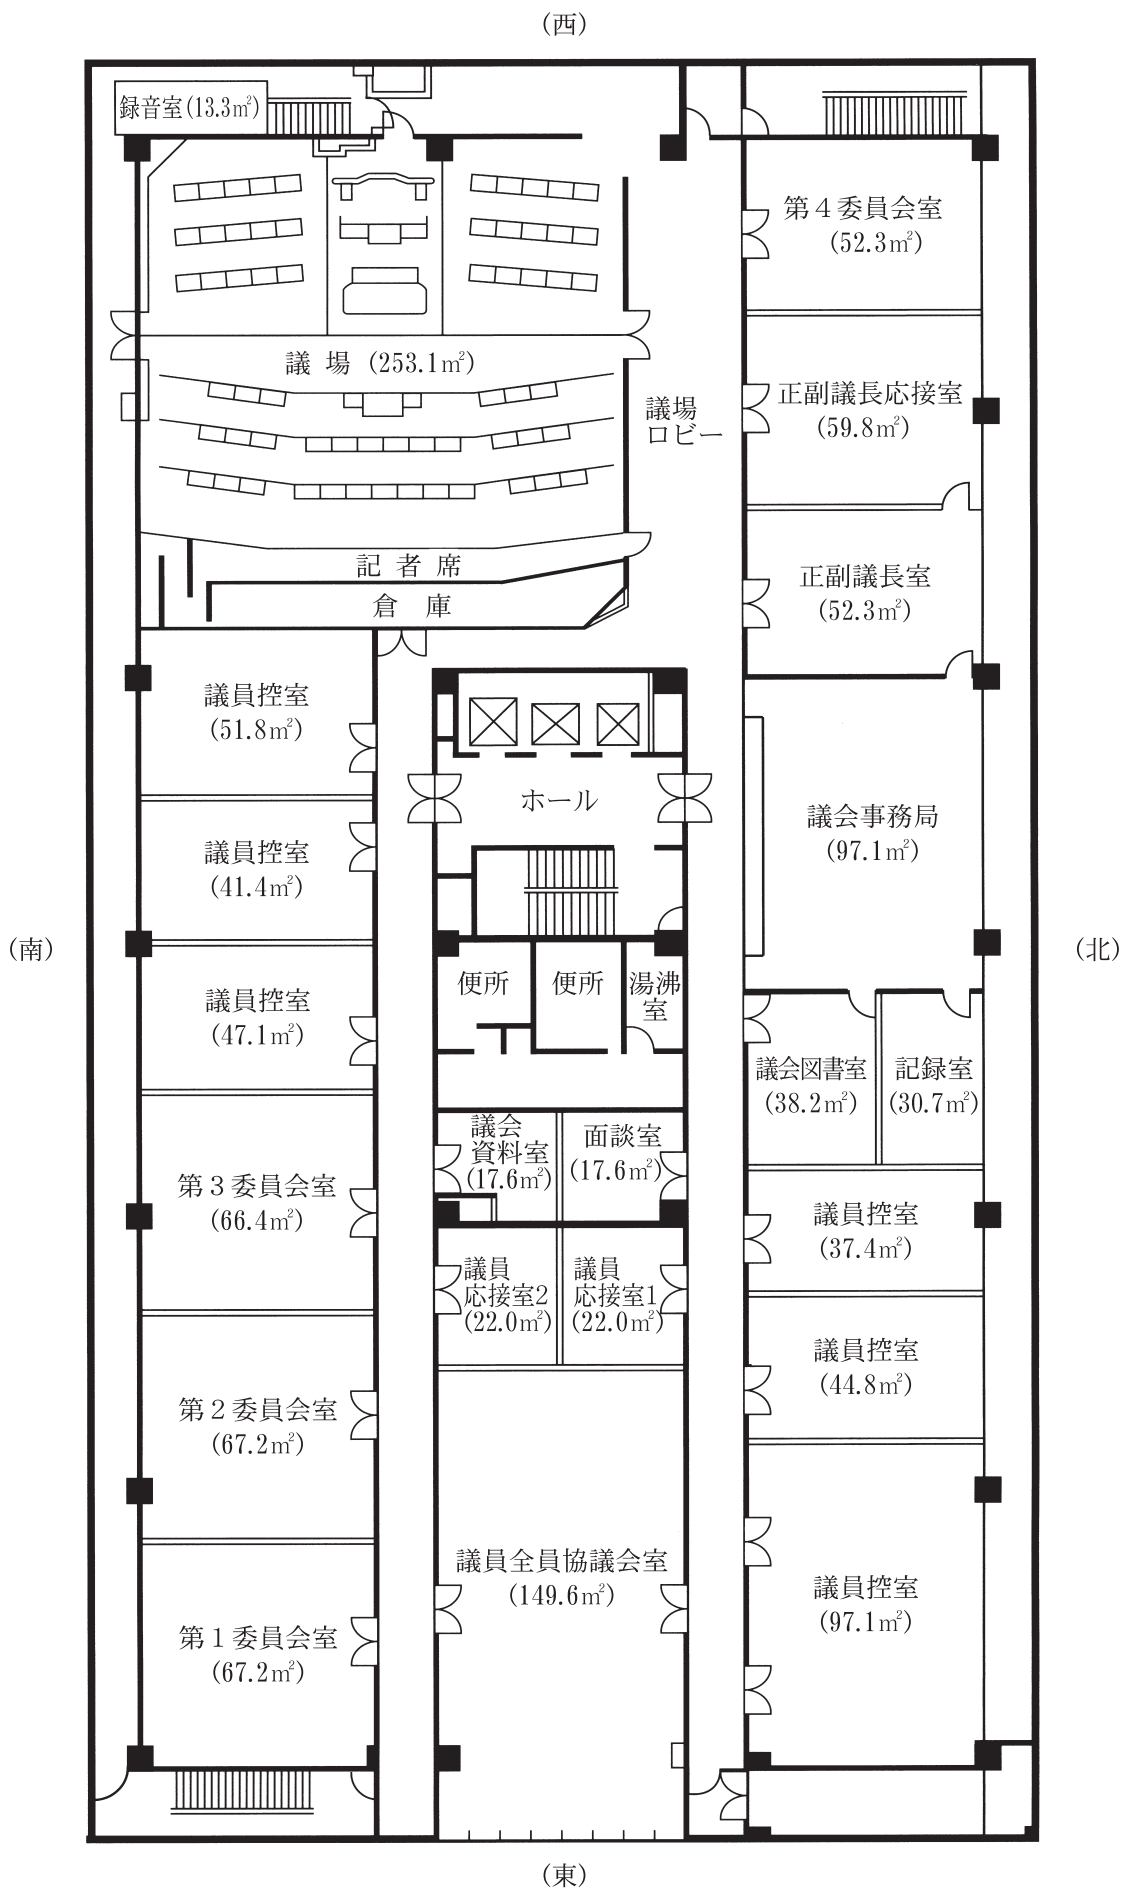 (西)
録音室(13.3㎡)
第4委員会室
(52.3㎡)
議 場 (253.1㎡)
議場
ロビー
正副議長応接室
(59.8㎡)
記 者 席
倉 庫
正副議長室
(52.3㎡)
議員控室
(51.8㎡)
ホール
議会事務局
(97.1㎡)
議員控室
(41.4㎡)
(南)
(北)
議員控室
(47.1㎡)
便所
便所
湯沸
室
議会図書室
(38.2㎡)
記録室
(30.7㎡)
議会
資料室
(17.6㎡)
面談室
(17.6㎡)
第3委員会室
(66.4㎡)
議員控室
(37.4㎡)
議員
応接室2
(22.0㎡)
議員
応接室1
(22.0㎡)
議員控室
(44.8㎡)
第2委員会室
(67.2㎡)
議員全員協議会室
(149.6㎡)
議員控室
(97.1㎡)
第1委員会室
(67.2㎡)
(東)